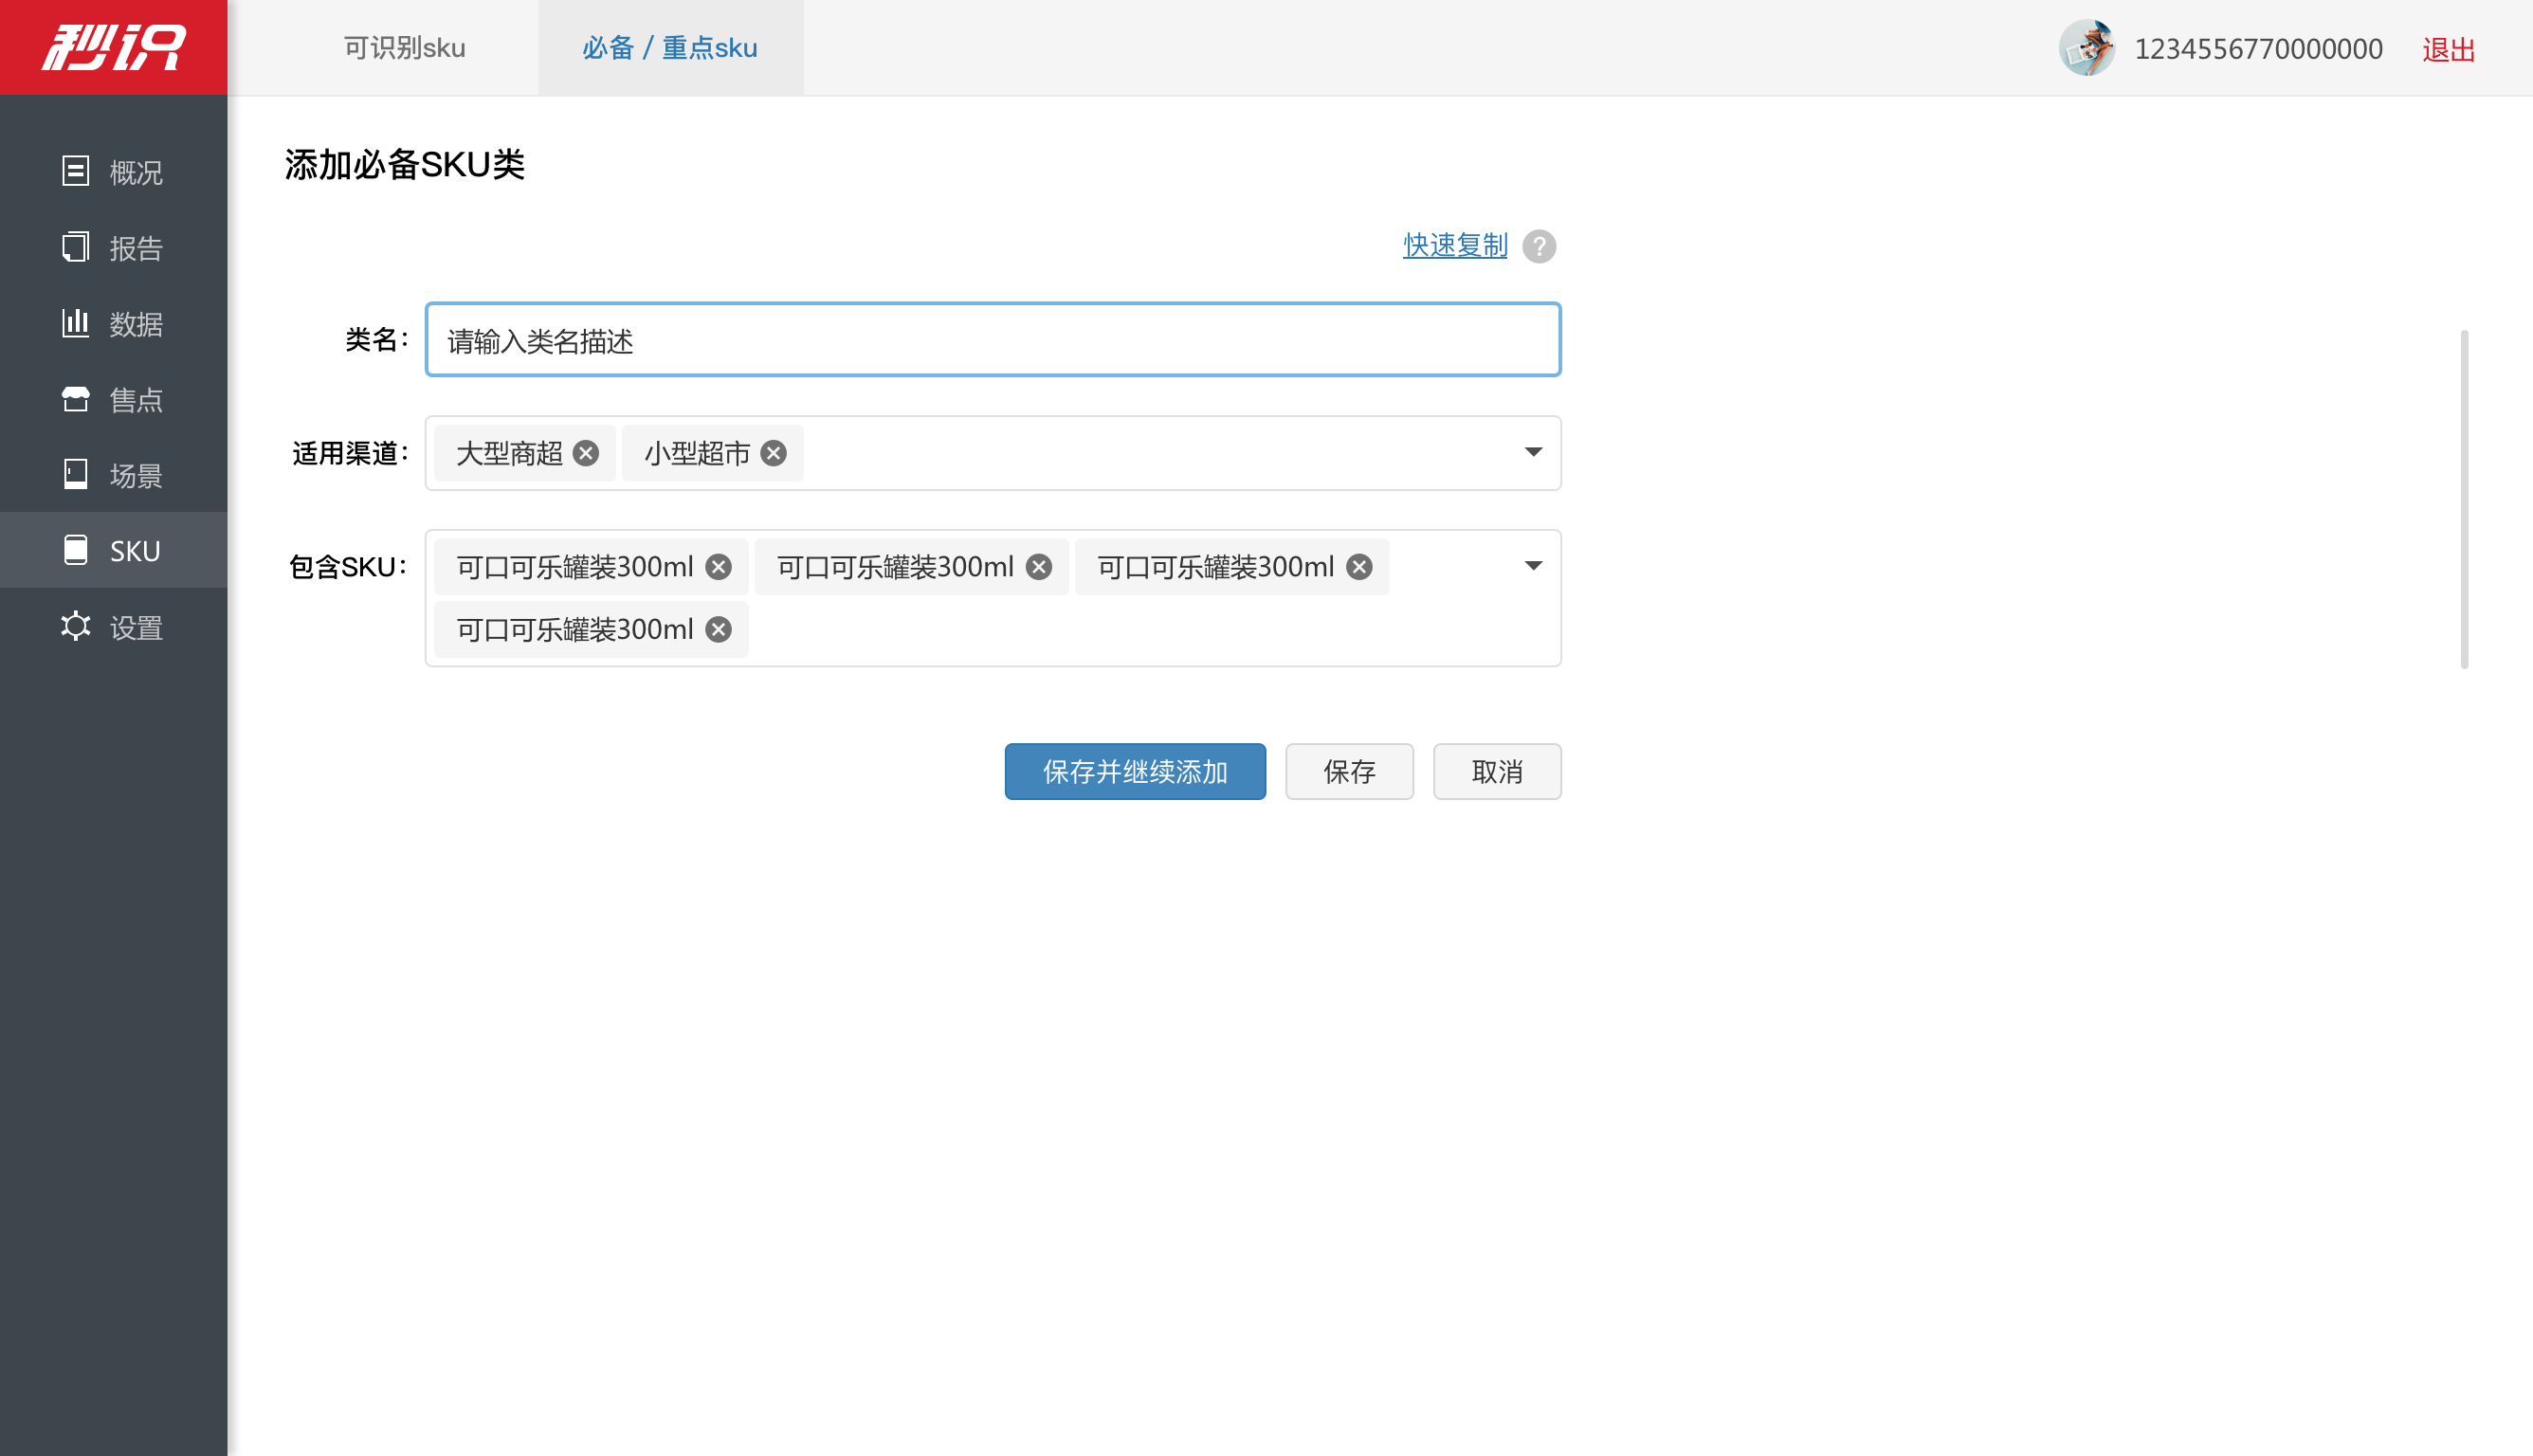 秒识
可识别sku
必备 / 重点sku
1234556770000000
退出
概况
报告
数据
售点
场景
SKU
设置
添加必备SKU类
快速复制 ?
类名: 请输入类名描述
适用渠道: 大型商超 小型超市
包含SKU: 可口可乐罐装300ml 可口可乐罐装300ml 可口可乐罐装300ml
可口可乐罐装300ml
保存并继续添加 保存 取消